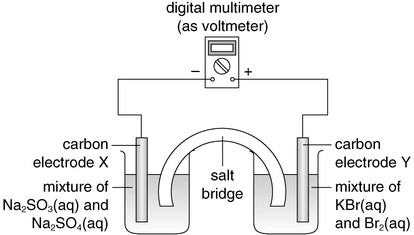 digital multimeter
(as voltmeter)
– +
carbon
electrode X
mixture of
Na₂SO₃(aq) and
Na₂SO₄(aq)
salt
bridge
carbon
electrode Y
mixture of
KBr(aq)
and Br₂(aq)